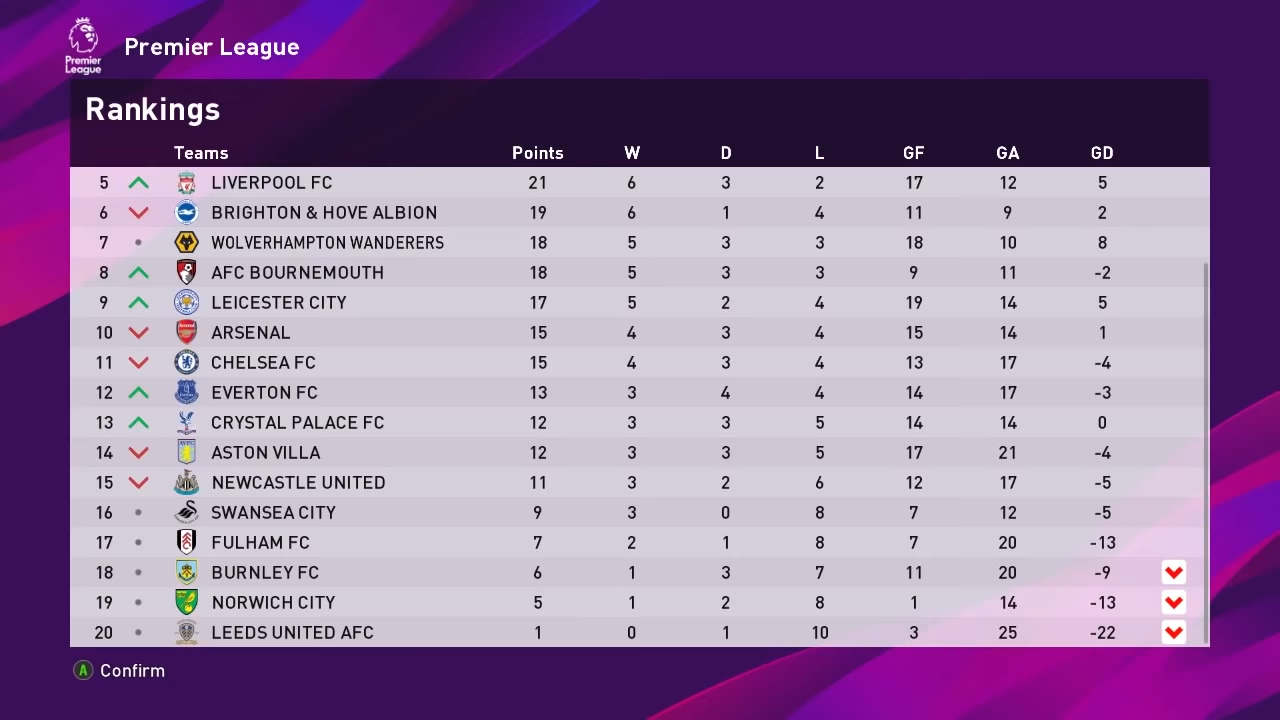 Premier League
Premier League
Rankings
Teams Points W D L GF GA GD
5 LIVERPOOL FC 21 6 3 2 17 12 5
6 BRIGHTON & HOVE ALBION 19 6 1 4 11 9 2
7 WOLVERHAMPTON WANDERERS 18 5 3 3 18 10 8
8 AFC BOURNEMOUTH 18 5 3 3 9 11 -2
9 LEICESTER CITY 17 5 2 4 19 14 5
10 ARSENAL 15 4 3 4 15 14 1
11 CHELSEA FC 15 4 3 4 13 17 -4
12 EVERTON FC 13 3 4 4 14 17 -3
13 CRYSTAL PALACE FC 12 3 3 5 14 14 0
14 ASTON VILLA 12 3 3 5 17 21 -4
15 NEWCASTLE UNITED 11 3 2 6 12 17 -5
16 SWANSEA CITY 9 3 0 8 7 12 -5
17 FULHAM FC 7 2 1 8 7 20 -13
18 BURNLEY FC 6 1 3 7 11 20 -9
19 NORWICH CITY 5 1 2 8 1 14 -13
20 LEEDS UNITED AFC 1 0 1 10 3 25 -22
A Confirm